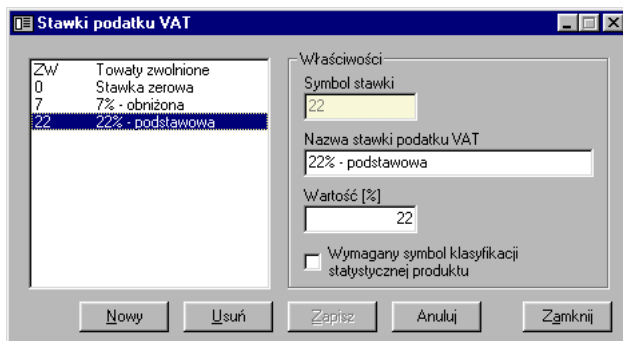 Stawki podatku VAT
ZW Towaty zwolnione
0 Stawka zerowa
7 7% - obniżona
22 22% - podstawowa
Właściwości
Symbol stawki
22
Nazwa stawki podatku VAT
22% - podstawowa
Wartość [%]
22
Wymagany symbol klasyfikacji
statystycznej produktu
Nowy Usuń Zapisz Anuluj Zamknij